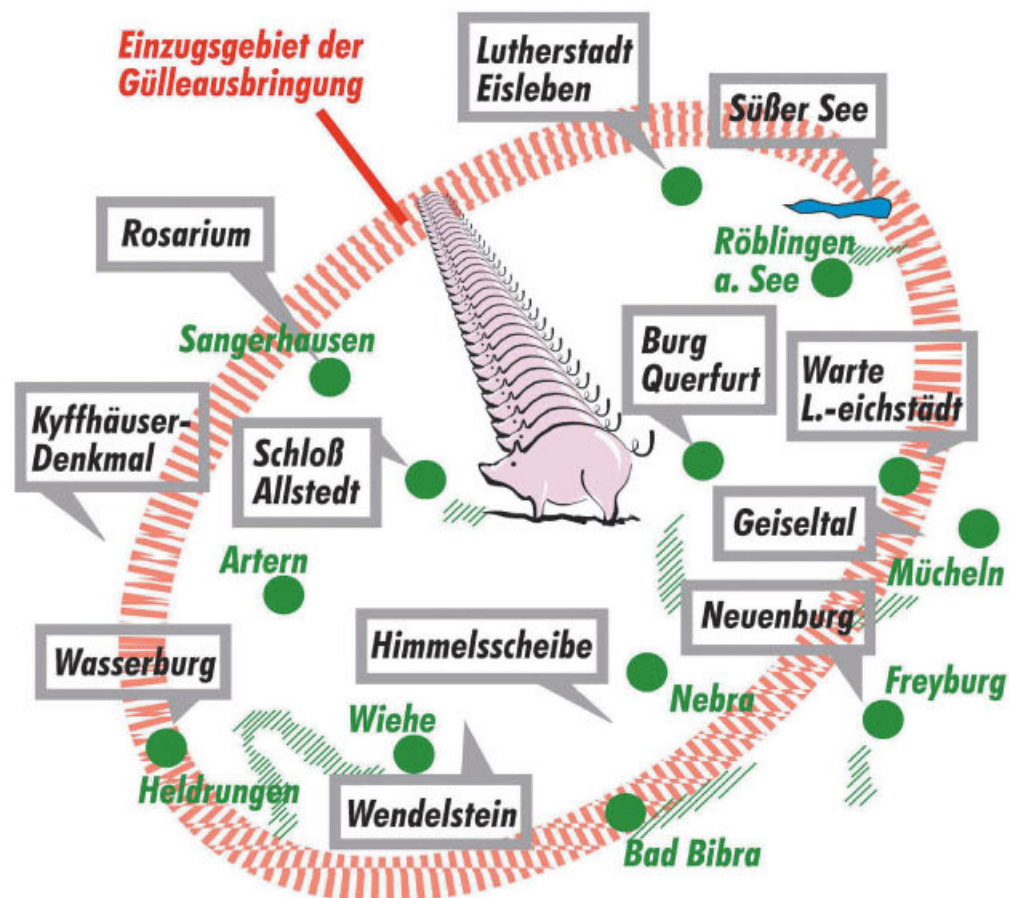 Einzugsgebiet der
Gülleausbringung
Lutherstadt
Eisleben
Süßer See
Rosarium
Röblingen
a. See
Sangerhausen
Burg
Querfurt
Warte
L.-eichstädt
Kyffhäuser-
Denkmal
Schloß
Allstedt
Geiseltal
Artern
Mücheln
Neuenburg
Himmelsscheibe
Wasserburg
Nebra
Freyburg
Wiehe
Heldrungen
Wendelstein
Bad Bibra